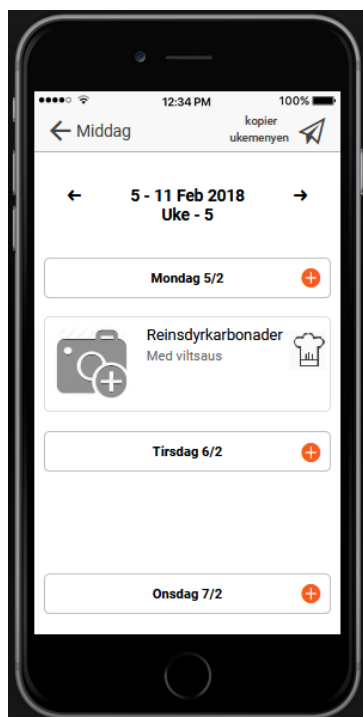 12:34 PM
100%
Middag
kopier
ukemenyen
5 - 11 Feb 2018
Uke - 5
Mondag 5/2
Reinsdyrkarbonader
Med viltsaus
Tirsdag 6/2
Onsdag 7/2